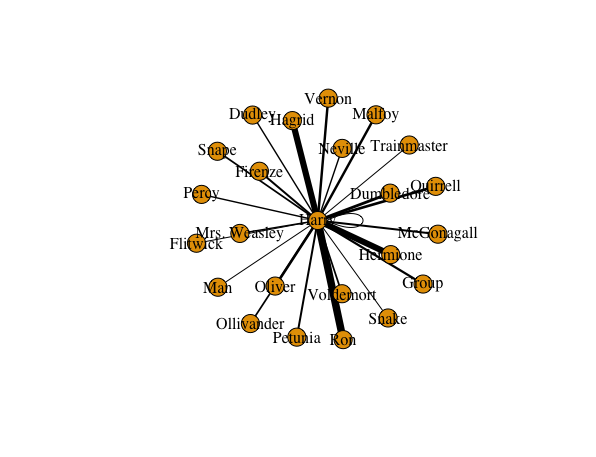 Vernon
Dudley
Hagrid
Malfoy
Snape
Neville
Trainmaster
Firenze
Percy
Dumbledore
Quirrell
Harry
Mrs. Weasley
Flitwick
McGonagall
Hermione
Man
Oliver
Voldemort
Group
Ollivander
Snake
Petunia
Ron